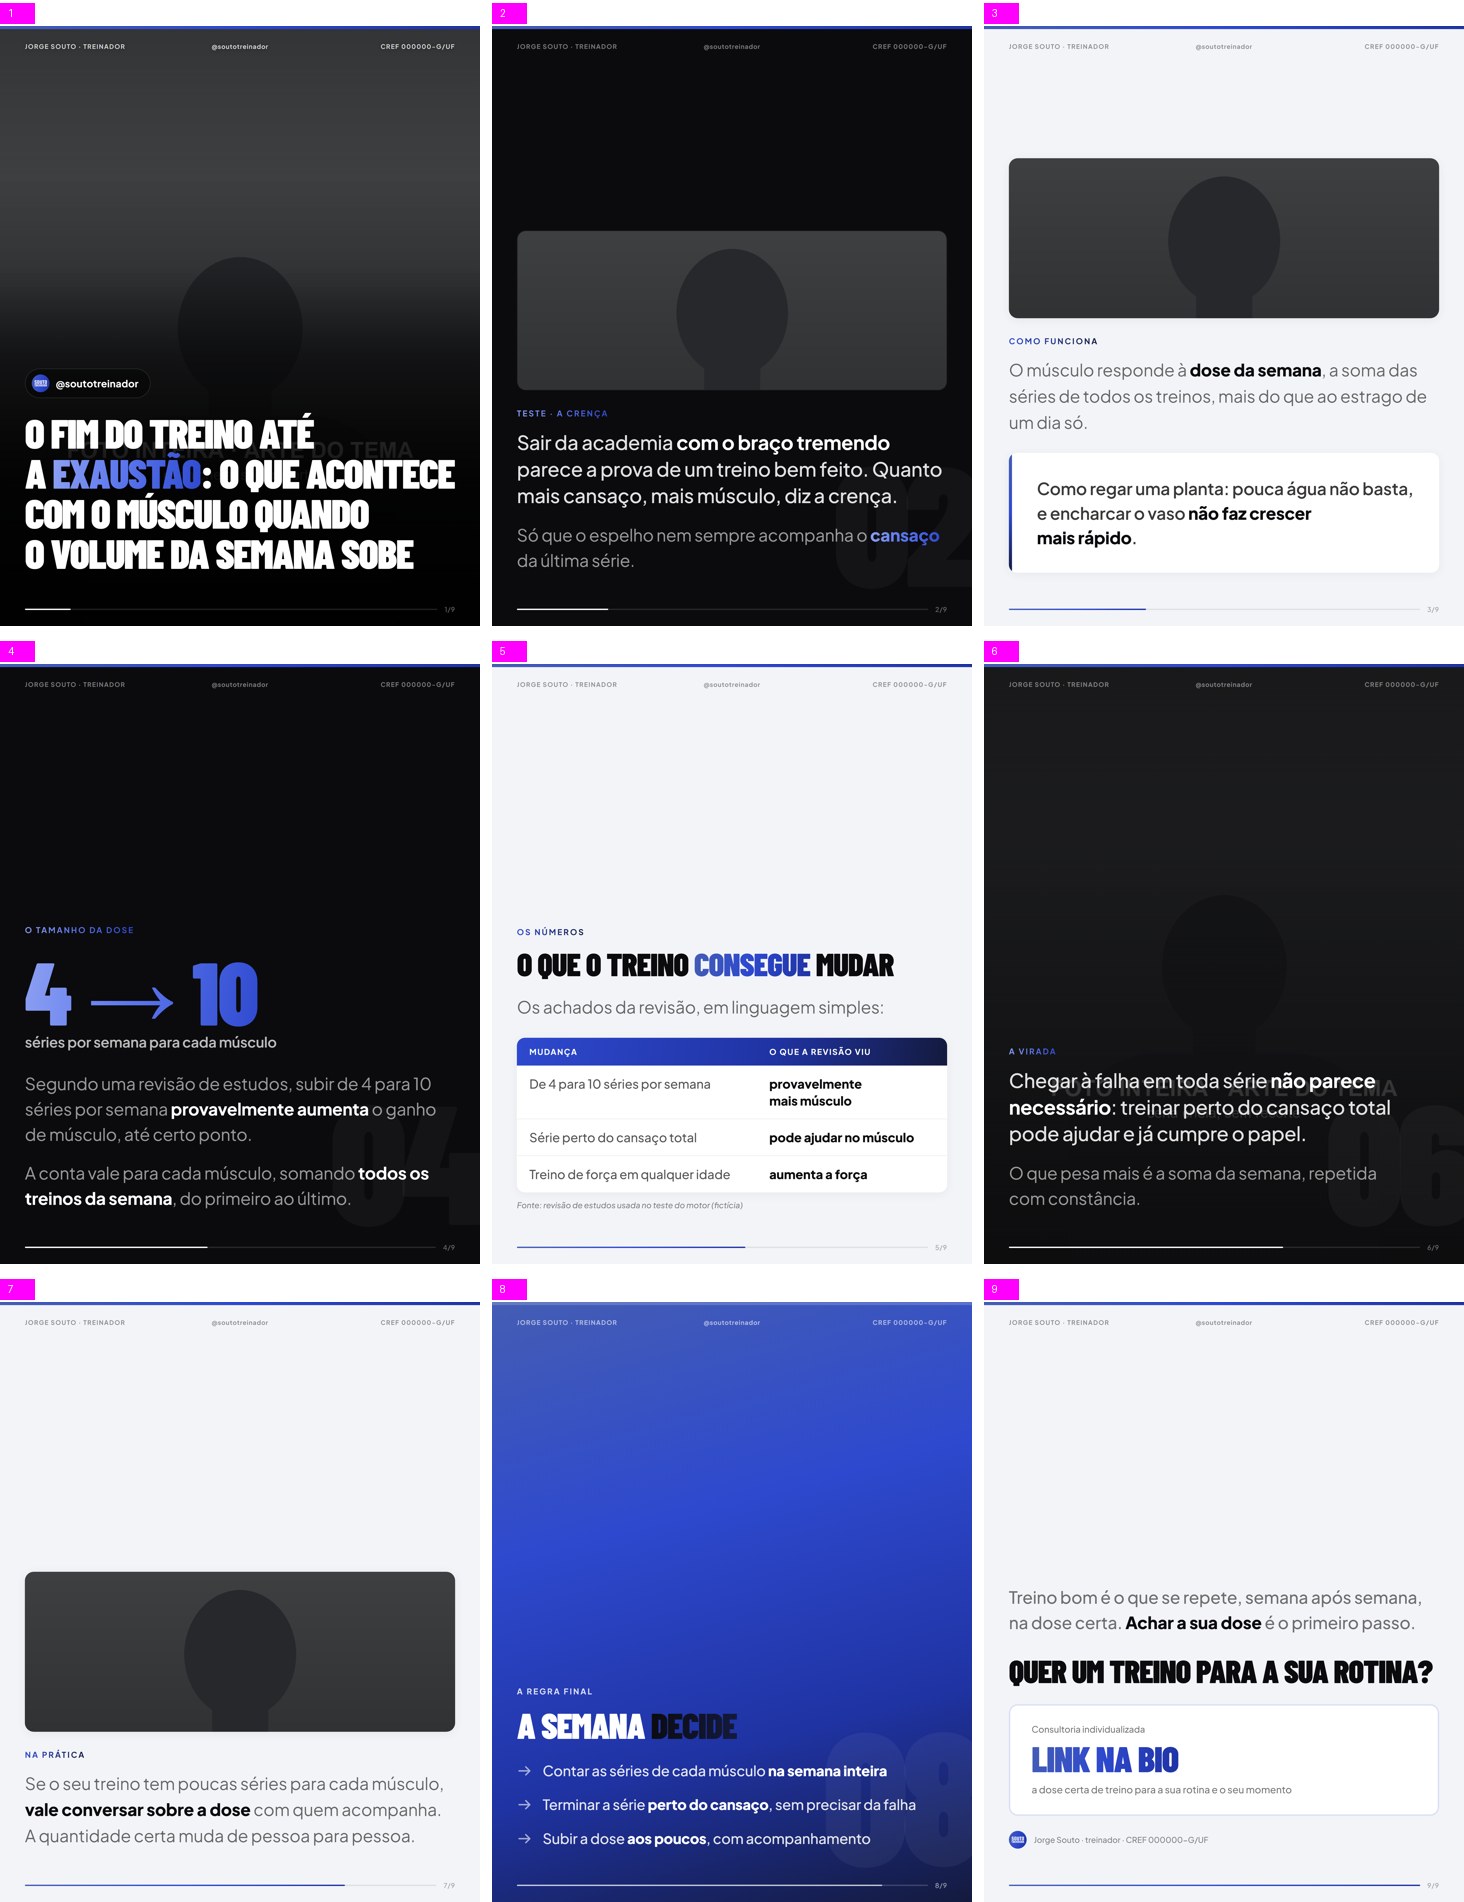 1
JORGE SOUTO · TREINADOR
@soutotreinador
CREF 000000-G/UF
@soutotreinador
O FIM DO TREINO ATÉ
A EXAUSTÃO: O QUE ACONTECE
COM O MÚSCULO QUANDO
O VOLUME DA SEMANA SOBE
1/9
2
JORGE SOUTO · TREINADOR
@soutotreinador
CREF 000000-G/UF
TESTE · A CRENÇA
Sair da academia com o braço tremendo
parece a prova de um treino bem feito. Quanto
mais cansaço, mais músculo, diz a crença.
Só que o espelho nem sempre acompanha o cansaço
da última série.
02
2/9
3
JORGE SOUTO · TREINADOR
@soutotreinador
CREF 000000-G/UF
COMO FUNCIONA
O músculo responde à dose da semana, a soma das
séries de todos os treinos, mais do que ao estrago de
um dia só.
Como regar uma planta: pouca água não basta,
e encharcar o vaso não faz crescer
mais rápido.
3/9
4
JORGE SOUTO · TREINADOR
@soutotreinador
CREF 000000-G/UF
O TAMANHO DA DOSE
4 → 10
séries por semana para cada músculo
Segundo uma revisão de estudos, subir de 4 para 10
séries por semana provavelmente aumenta o ganho
de músculo, até certo ponto.
A conta vale para cada músculo, somando todos os
treinos da semana, do primeiro ao último.
04
4/9
5
JORGE SOUTO · TREINADOR
@soutotreinador
CREF 000000-G/UF
OS NÚMEROS
O QUE O TREINO CONSEGUE MUDAR
Os achados da revisão, em linguagem simples:
MUDANÇA
O QUE A REVISÃO VIU
De 4 para 10 séries por semana
provavelmente
mais músculo
Série perto do cansaço total
pode ajudar no músculo
Treino de força em qualquer idade
aumenta a força
Fonte: revisão de estudos usada no teste do motor (fictícia)
5/9
6
JORGE SOUTO · TREINADOR
@soutotreinador
CREF 000000-G/UF
A VIRADA
Chegar à falha em toda série não parece
necessário: treinar perto do cansaço total
pode ajudar e já cumpre o papel.
O que pesa mais é a soma da semana, repetida
com constância.
06
6/9
7
JORGE SOUTO · TREINADOR
@soutotreinador
CREF 000000-G/UF
NA PRÁTICA
Se o seu treino tem poucas séries para cada músculo,
vale conversar sobre a dose com quem acompanha.
A quantidade certa muda de pessoa para pessoa.
7/9
8
JORGE SOUTO · TREINADOR
@soutotreinador
CREF 000000-G/UF
A REGRA FINAL
A SEMANA DECIDE
→ Contar as séries de cada músculo na semana inteira
→ Terminar a série perto do cansaço, sem precisar da falha
→ Subir a dose aos poucos, com acompanhamento
08
8/9
9
JORGE SOUTO · TREINADOR
@soutotreinador
CREF 000000-G/UF
Treino bom é o que se repete, semana após semana,
na dose certa. Achar a sua dose é o primeiro passo.
QUER UM TREINO PARA A SUA ROTINA?
Consultoria individualizada
LINK NA BIO
a dose certa de treino para a sua rotina e o seu momento
Jorge Souto · treinador · CREF 000000-G/UF
9/9